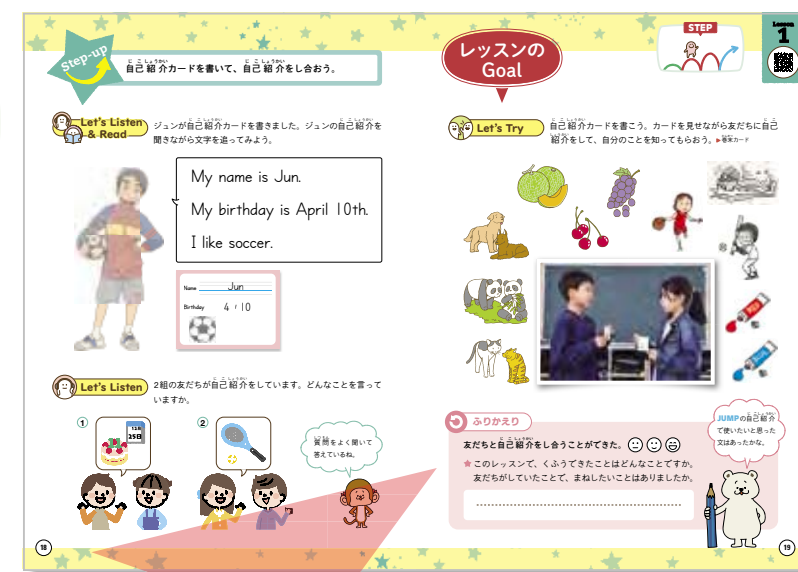 Step-up
自己紹介カードを書いて、自己紹介をし合おう。
Let's Listen
& Read
ジュンが自己紹介カードを書きました。ジュンの自己紹介を
聞きながら文字を追ってみよう。
My name is Jun.
My birthday is April 10th.
I like soccer.
Name Jun
Birthday 4 / 10
Let's Listen
2組の友だちが自己紹介をしています。どんなことを言って
いますか。
1
12月
25日
2
質問をよく聞いて
答えているね。
18
レッスンの
Goal
STEP
Lesson
1
Let's Try
自己紹介カードを書こう。カードを見せながら友だちに自己
紹介をして、自分のことを知ってもらおう。▶巻末カード
RED
BLUE
ふりかえり
友だちと自己紹介をし合うことができた。
★このレッスンで、くふうできたことはどんなことですか。
友だちがしていたことで、まねしたいことはありましたか。
JUMPの自己紹介
で使いたいと思った
文はあったかな。
19